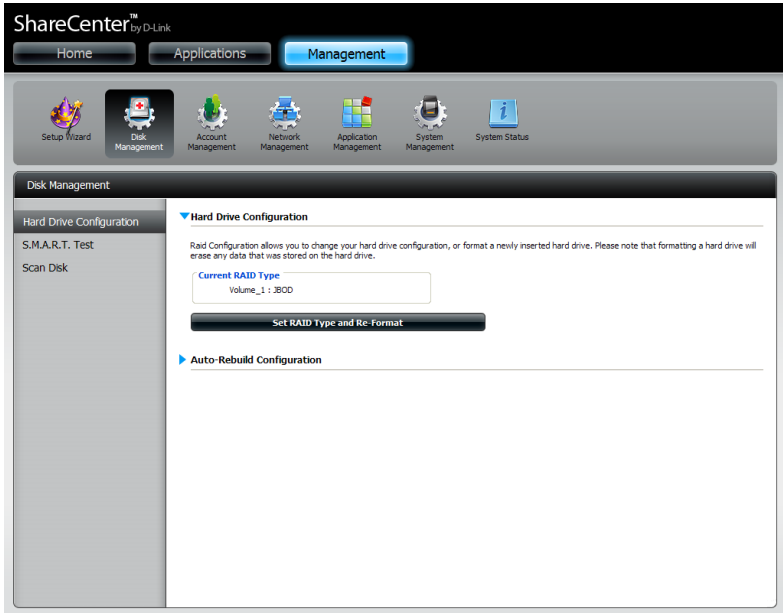 ShareCenter™ by D-Link
Home Applications Management
Setup Wizard
Disk Management
Account Management
Network Management
Application Management
System Management
System Status
Disk Management
Hard Drive Configuration
S.M.A.R.T. Test
Scan Disk
Hard Drive Configuration
Raid Configuration allows you to change your hard drive configuration, or format a newly inserted hard drive. Please note that formatting a hard drive will
erase any data that was stored on the hard drive.
Current RAID Type
Volume_1 : JBOD
Set RAID Type and Re-Format
Auto-Rebuild Configuration